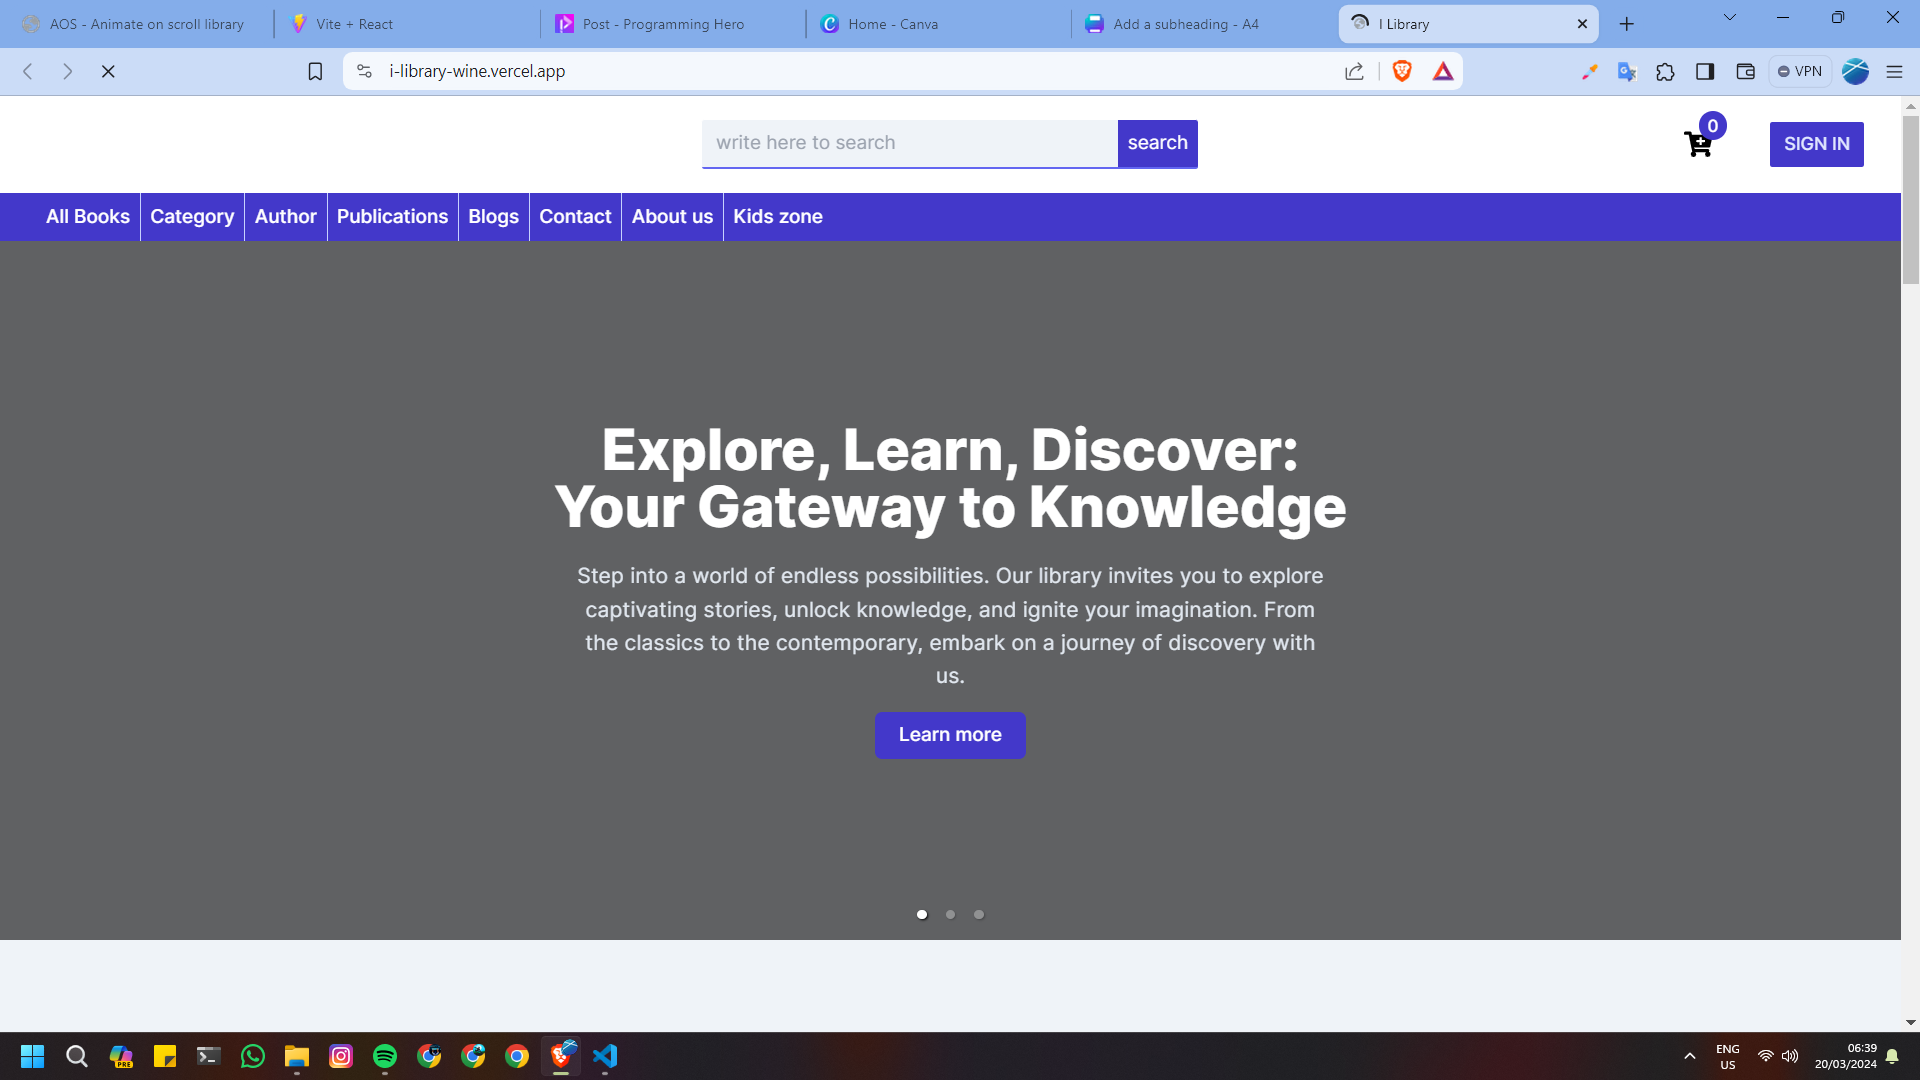 AOS - Animate on scroll library
Vite + React
Post - Programming Hero
Home - Canva
Add a subheading - A4
I Library
i-library-wine.vercel.app
VPN
write here to search
search
0
SIGN IN
All Books
Category
Author
Publications
Blogs
Contact
About us
Kids zone
Explore, Learn, Discover:
Your Gateway to Knowledge
Step into a world of endless possibilities. Our library invites you to explore
captivating stories, unlock knowledge, and ignite your imagination. From
the classics to the contemporary, embark on a journey of discovery with
us.
Learn more
PRE
ENG
US
06:39
20/03/2024